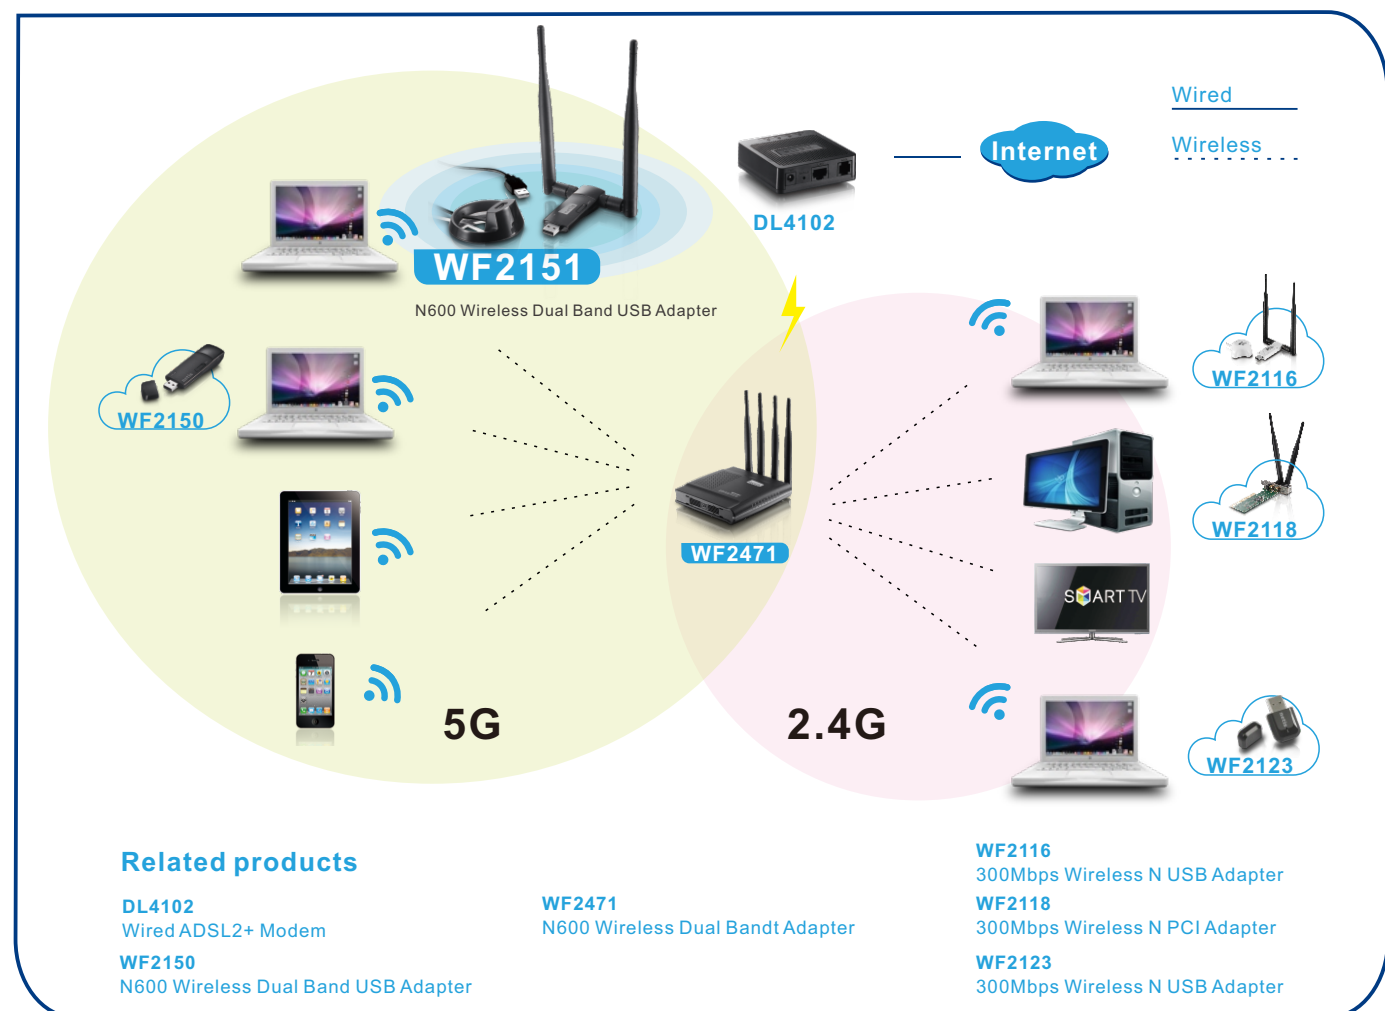 Wired
Wireless
Internet
DL4102
WF2151
N600 Wireless Dual Band USB Adapter
WF2116
WF2150
WF2118
WF2471
SMART TV
5G
2.4G
WF2123
Related products
DL4102
Wired ADSL2+ Modem
WF2150
N600 Wireless Dual Band USB Adapter
WF2471
N600 Wireless Dual Bandt Adapter
WF2116
300Mbps Wireless N USB Adapter
WF2118
300Mbps Wireless N PCI Adapter
WF2123
300Mbps Wireless N USB Adapter